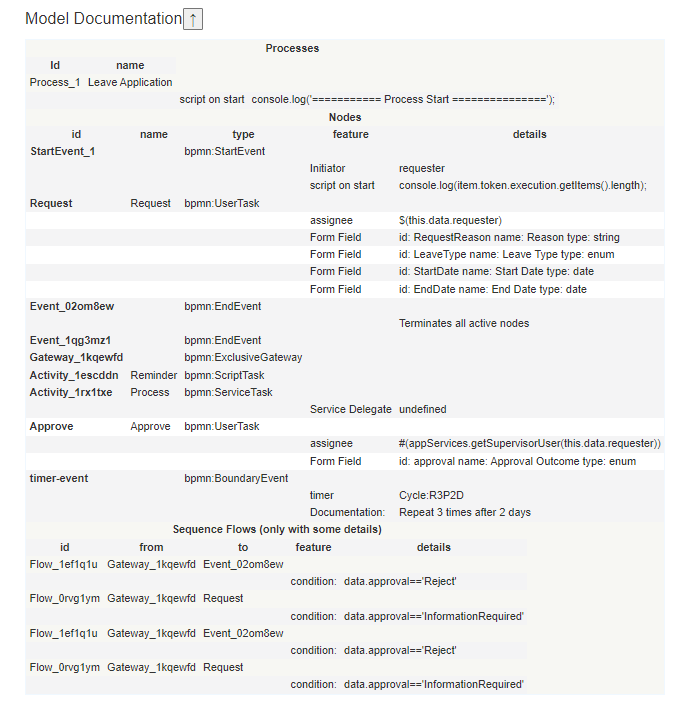 Model Documentation ↑
Processes
Id name
Process_1 Leave Application
script on start console.log('=========== Process Start ===============');
Nodes
id name type feature details
StartEvent_1 bpmn:StartEvent
Initiator requester
script on start console.log(item.token.execution.getItems().length);
Request Request bpmn:UserTask
assignee $(this.data.requester)
Form Field id: RequestReason name: Reason type: string
Form Field id: LeaveType name: Leave Type type: enum
Form Field id: StartDate name: Start Date type: date
Form Field id: EndDate name: End Date type: date
Event_02om8ew bpmn:EndEvent
Terminates all active nodes
Event_1qg3mz1 bpmn:EndEvent
Gateway_1kqewfd bpmn:ExclusiveGateway
Activity_1escddn Reminder bpmn:ScriptTask
Activity_1rx1txe Process bpmn:ServiceTask
Service Delegate undefined
Approve Approve bpmn:UserTask
assignee #(appServices.getSupervisorUser(this.data.requester))
Form Field id: approval name: Approval Outcome type: enum
timer-event bpmn:BoundaryEvent
timer Cycle:R3P2D
Documentation: Repeat 3 times after 2 days
Sequence Flows (only with some details)
id from to feature details
Flow_1ef1q1u Gateway_1kqewfd Event_02om8ew
condition: data.approval=='Reject'
Flow_0rvg1ym Gateway_1kqewfd Request
condition: data.approval=='InformationRequired'
Flow_1ef1q1u Gateway_1kqewfd Event_02om8ew
condition: data.approval=='Reject'
Flow_0rvg1ym Gateway_1kqewfd Request
condition: data.approval=='InformationRequired'